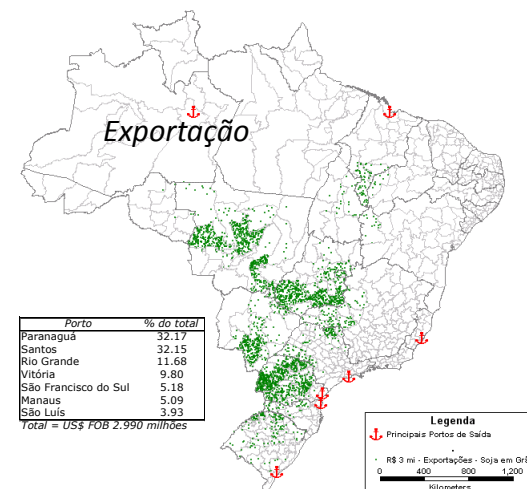 Exportação
Porto % do total
Paranaguá 32.17
Santos 32.15
Rio Grande 11.68
Vitória 9.80
São Francisco do Sul 5.18
Manaus 5.09
São Luís 3.93
Total = US$ FOB 2.990 milhões
Legenda
Principais Portos de Saída
R$ 3 mi - Exportações - Soja em Grã
0 400 800 1,200
Kilometers